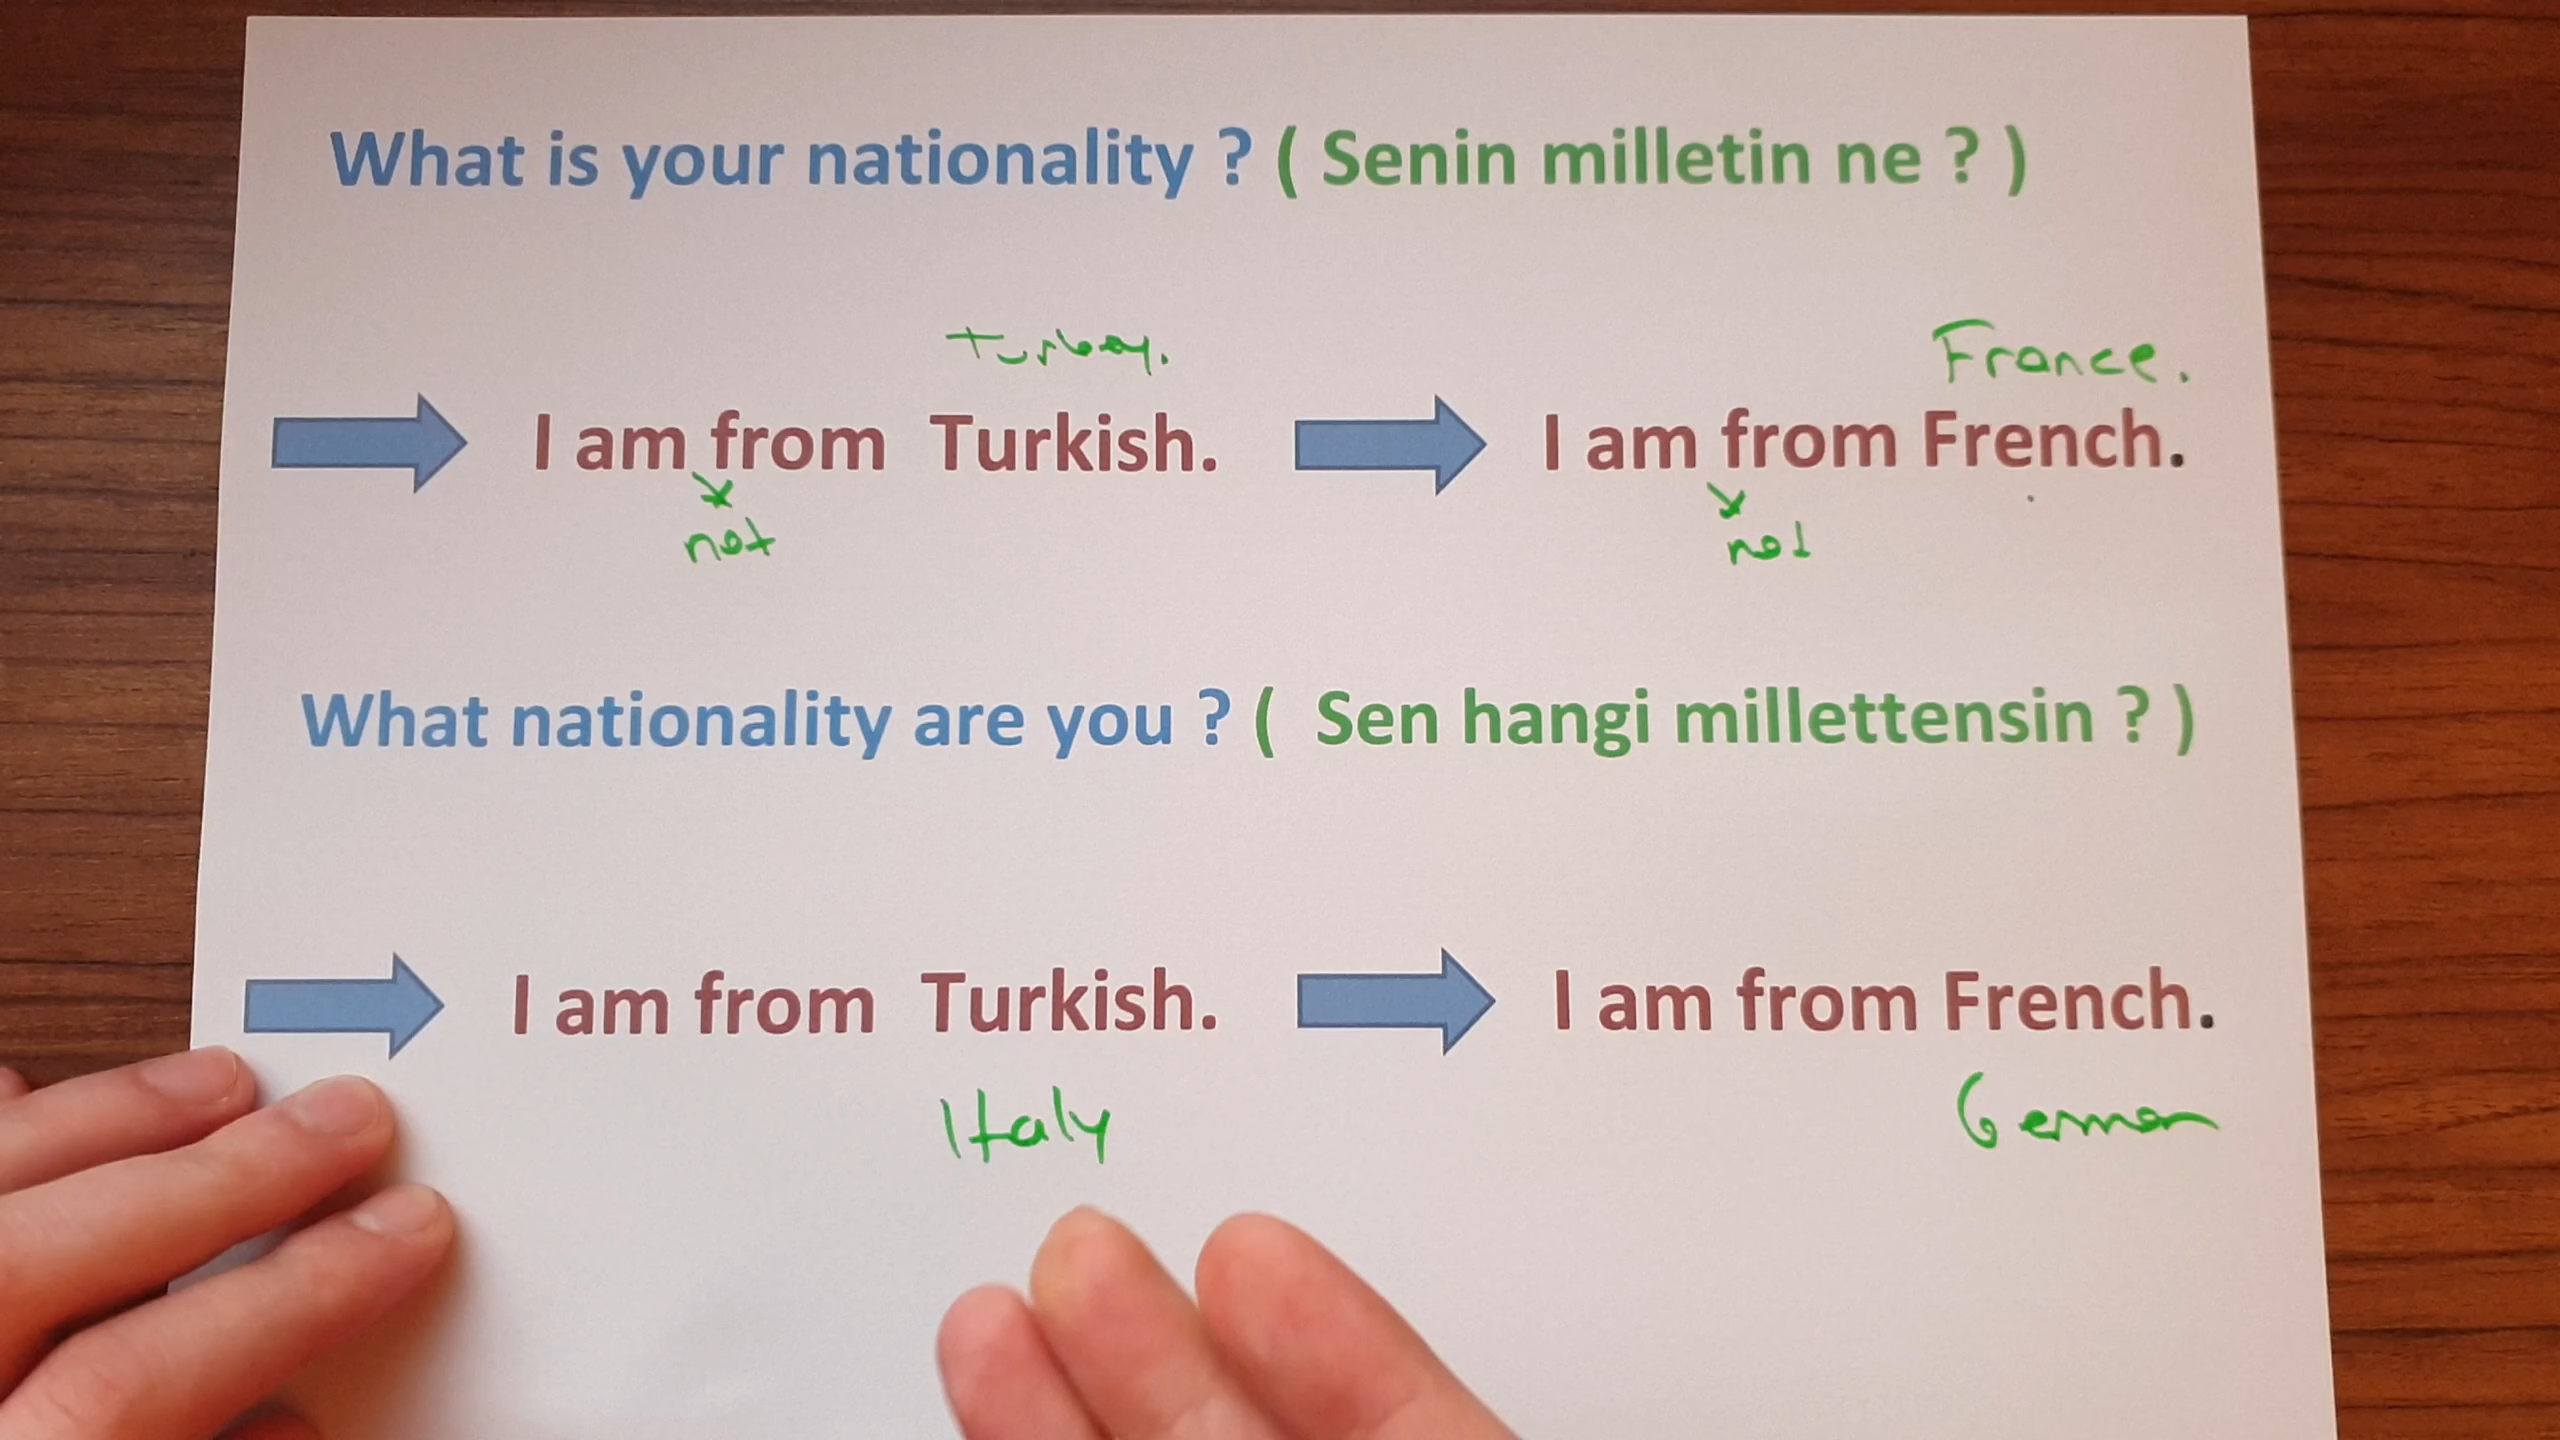 What is your nationality ? ( Senin milletin ne ? )
Turkey. France.
I am from Turkish. I am from French.
not not
What nationality are you ? ( Sen hangi millettensin ? )
I am from Turkish. I am from French.
Italy German